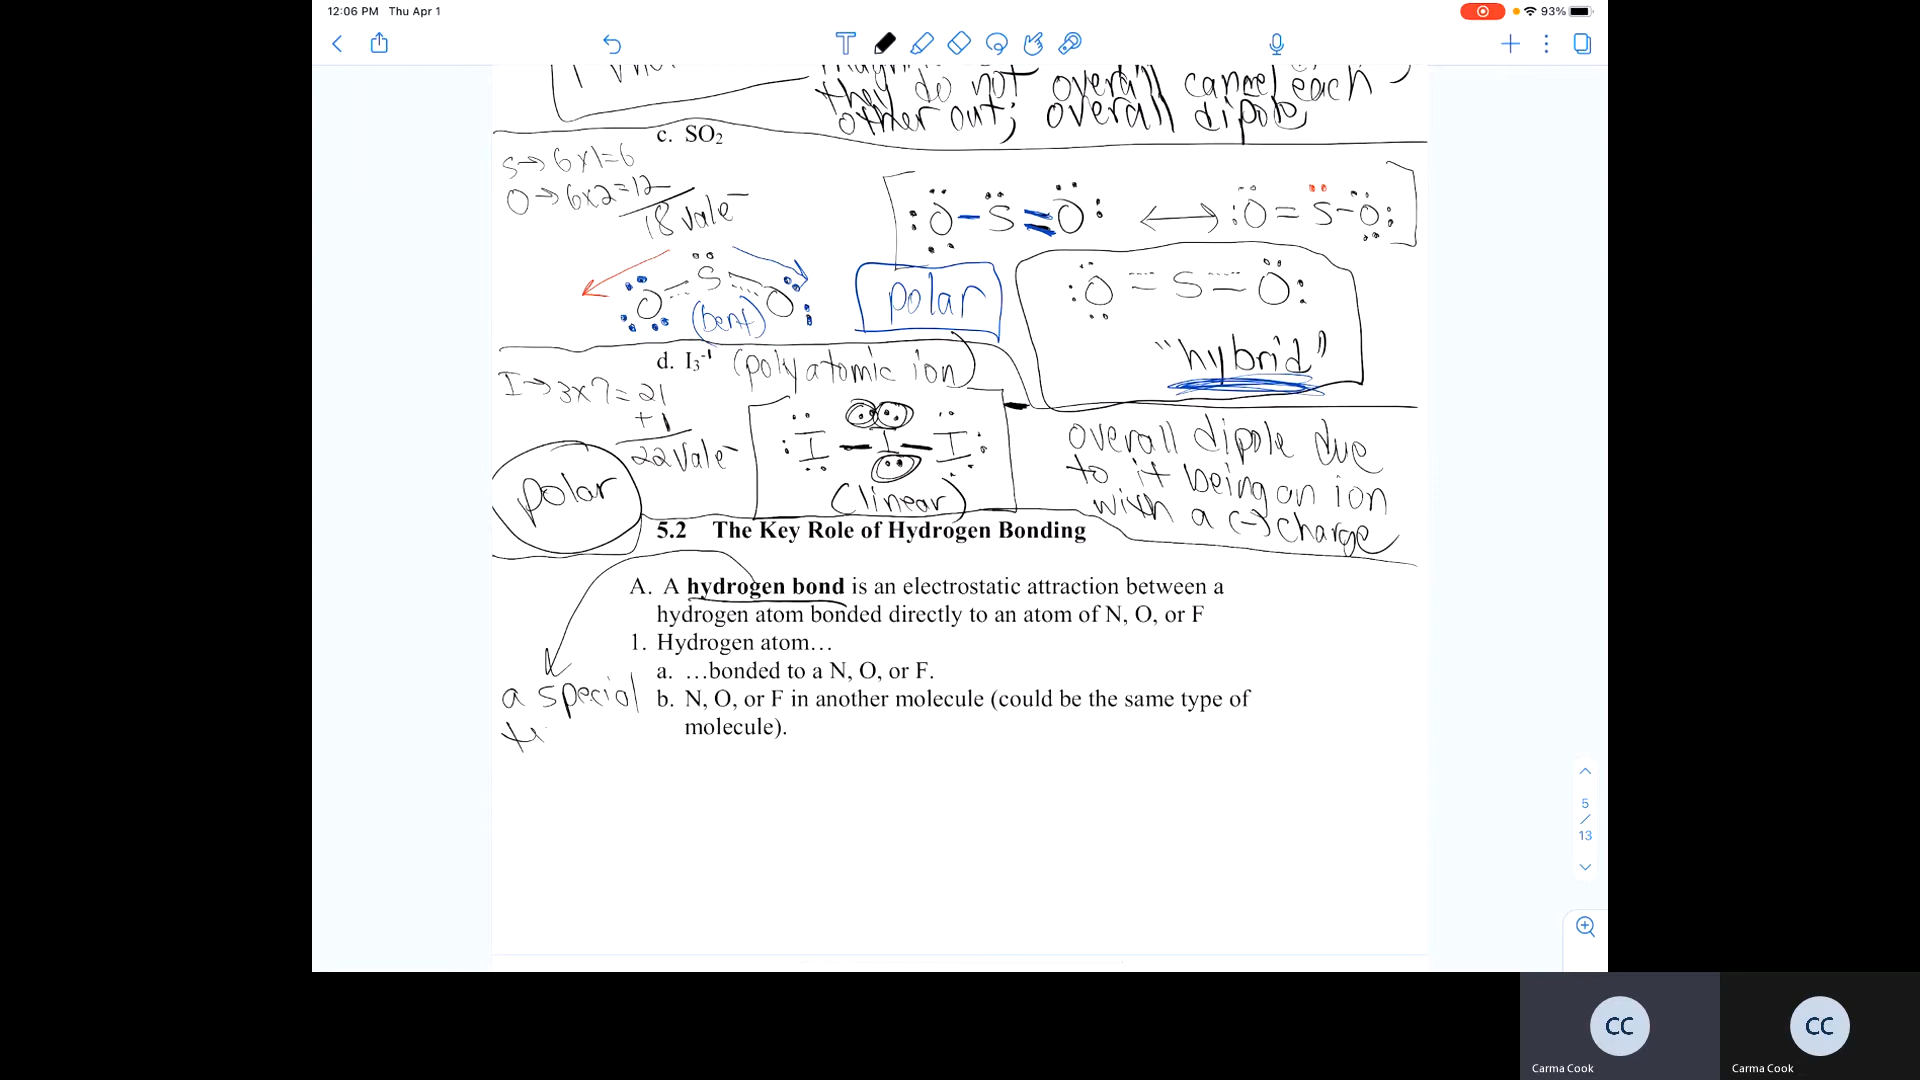 12:06 PM Thu Apr 1
93%
they do not overall cancel each
other out; overall dipole
c. SO₂
S→ 6x1=6
O→ 6x2=12
18 Val e⁻
:O-S=O: ↔ :O=S-O:
O S O
(bent)
polar
:O=S=O:
"hybrid"
d. I₃⁻¹ (polyatomic ion)
I→ 3x7=21
+1
22 Val e⁻
polar
:I-I-I:
(linear)
overall dipole due
to it being an ion
with a (-) charge
5.2 The Key Role of Hydrogen Bonding
A. A hydrogen bond is an electrostatic attraction between a
hydrogen atom bonded directly to an atom of N, O, or F
1. Hydrogen atom…
a. …bonded to a N, O, or F.
b. N, O, or F in another molecule (could be the same type of
molecule).
a special
5
/
13
CC
CC
Carma Cook
Carma Cook